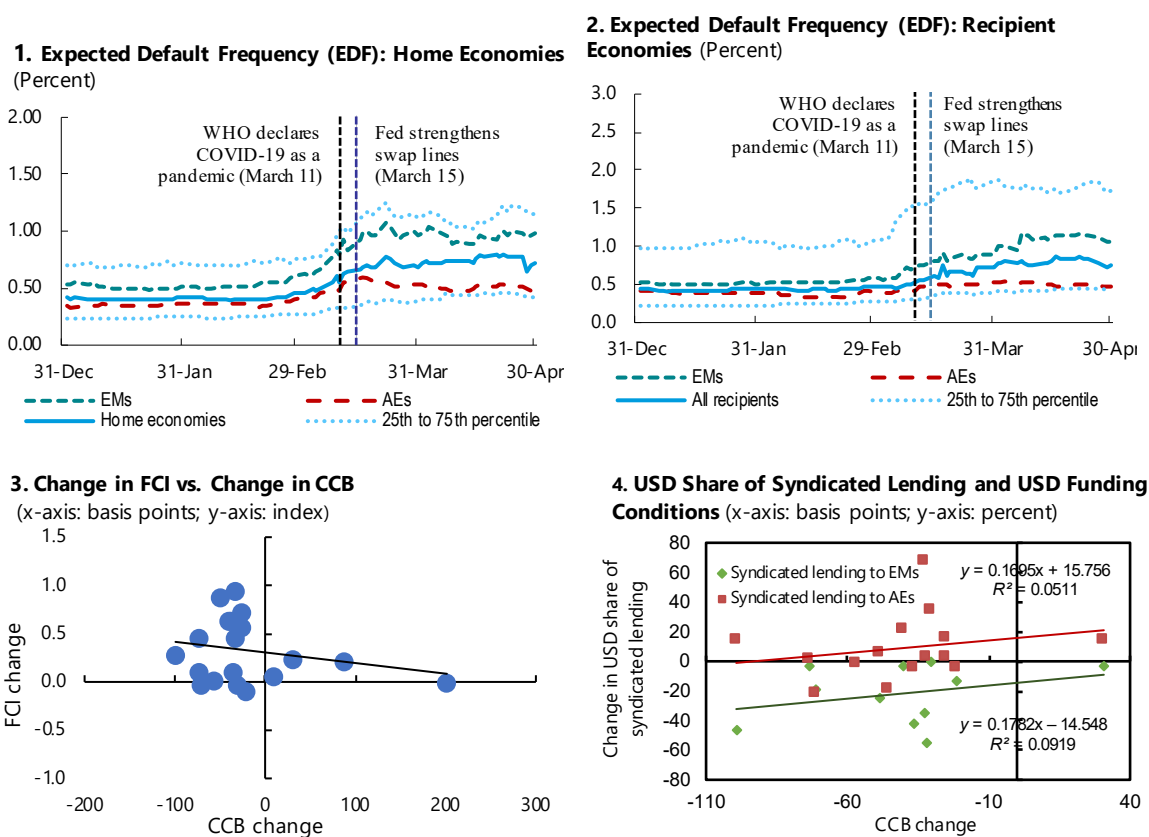 1. Expected Default Frequency (EDF): Home Economies
(Percent)
2.00
1.50
1.00
0.50
0.00
WHO declares
COVID-19 as a
pandemic (March 11)
Fed strengthens
swap lines
(March 15)
31-Dec 31-Jan 29-Feb 31-Mar 30-Apr
EMs AEs
Home economies 25th to 75th percentile
2. Expected Default Frequency (EDF): Recipient
Economies (Percent)
3.0
2.5
2.0
1.5
1.0
0.5
0.0
WHO declares
COVID-19 as a
pandemic (March 11)
Fed strengthens
swap lines
(March 15)
31-Dec 31-Jan 29-Feb 31-Mar 30-Apr
EMs AEs
All recipients 25th to 75th percentile
3. Change in FCI vs. Change in CCB
(x-axis: basis points; y-axis: index)
FCI change
1.5
1.0
0.5
0.0
-0.5
-1.0
-200 -100 0 100 200 300
CCB change
4. USD Share of Syndicated Lending and USD Funding
Conditions (x-axis: basis points; y-axis: percent)
Change in USD share of
syndicated lending
80
60
40
20
0
-20
-40
-60
-80
Syndicated lending to EMs
Syndicated lending to AEs
y = 0.1695x + 15.756
R² = 0.0511
y = 0.1782x – 14.548
R² = 0.0919
-110 -60 -10 40
CCB change